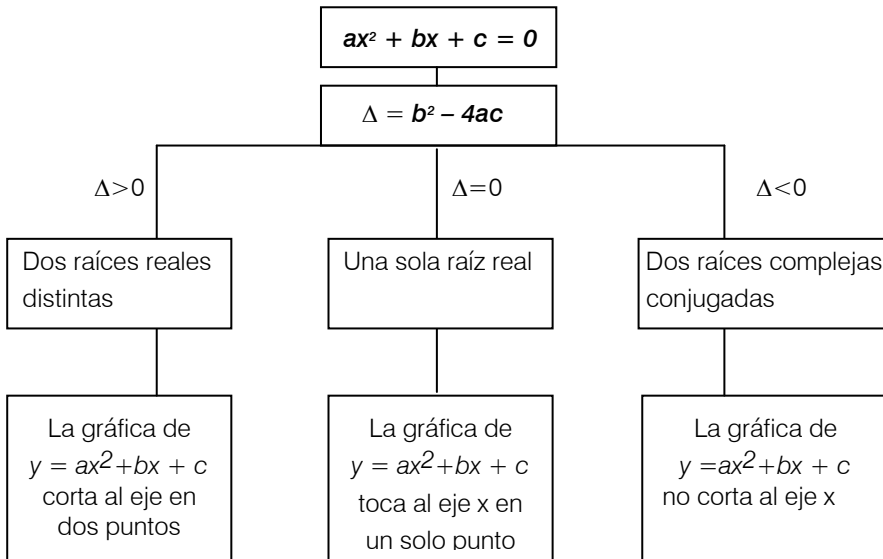 ax² + bx + c = 0
Δ = b² – 4ac
Δ>0
Δ=0
Δ<0
Dos raíces reales
distintas
Una sola raíz real
Dos raíces complejas
conjugadas
La gráfica de
y = ax²+bx + c
corta al eje en
dos puntos
La gráfica de
y = ax²+bx + c
toca al eje x en
un solo punto
La gráfica de
y =ax²+bx + c
no corta al eje x